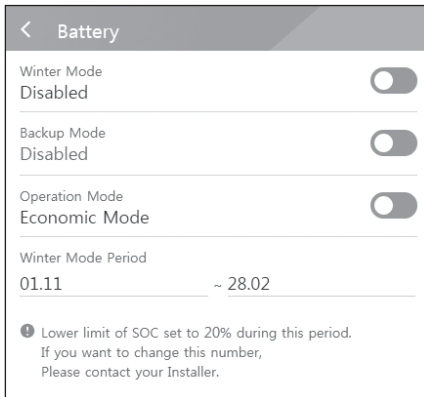 Battery
Winter Mode
Disabled
Backup Mode
Disabled
Operation Mode
Economic Mode
Winter Mode Period
01.11 ~ 28.02
Lower limit of SOC set to 20% during this period.
If you want to change this number,
Please contact your Installer.